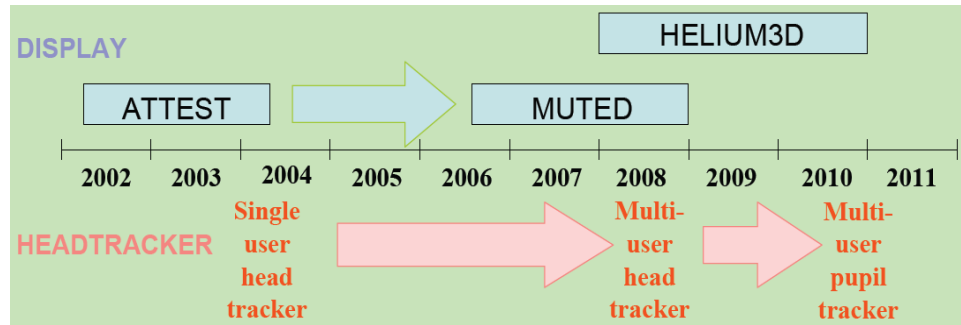 HELIUM3D
DISPLAY
ATTEST
MUTED
2002 2003 2004 2005 2006 2007 2008 2009 2010 2011
HEADTRACKER
Single
user
head
tracker
Multi-
user
head
tracker
Multi-
user
pupil
tracker